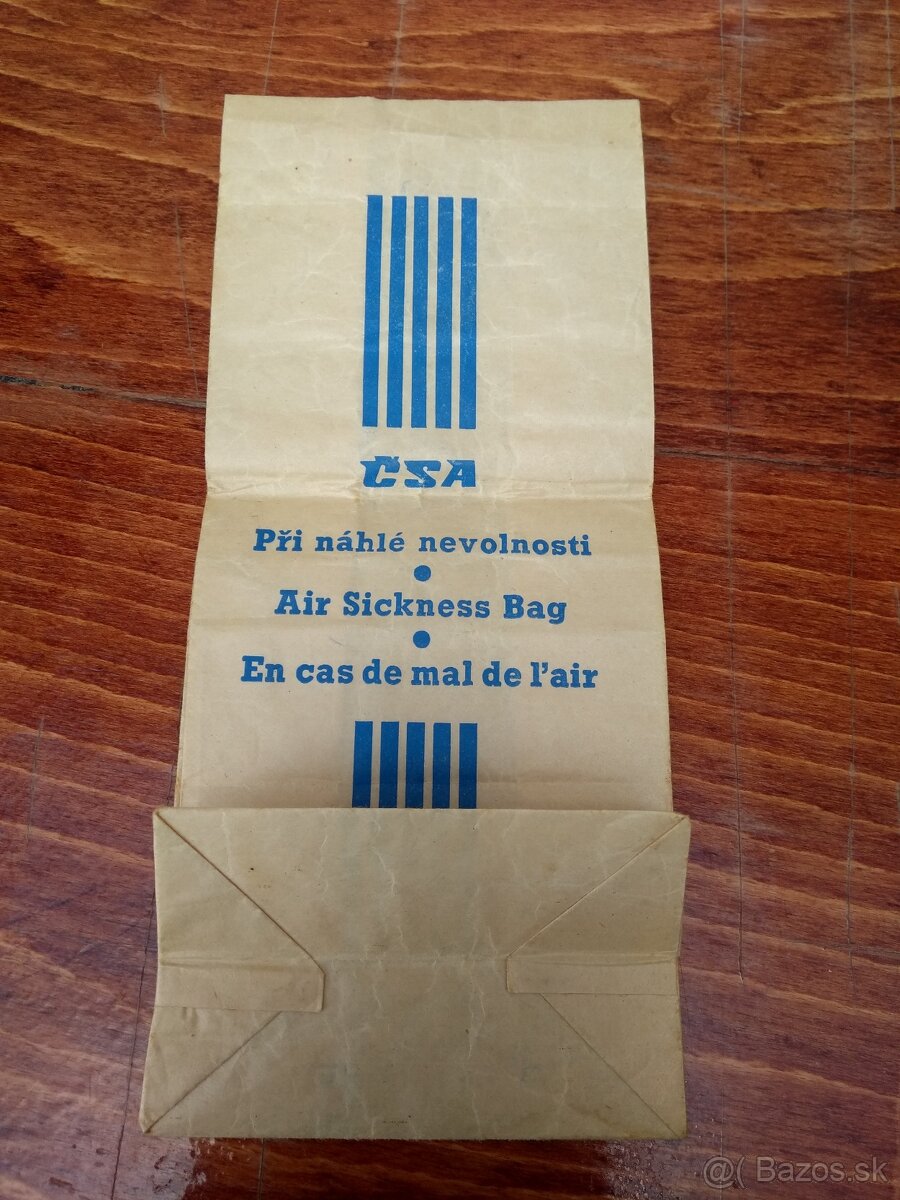 ČSA
Při náhlé nevolnosti
Air Sickness Bag
En cas de mal de l'air
@( Bazos.sk